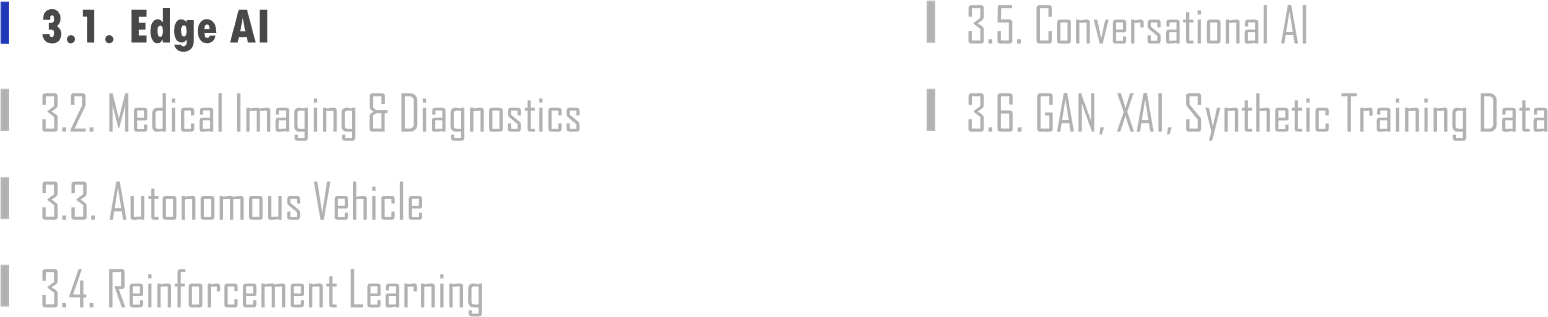 3.1. Edge AI
3.2. Medical Imaging & Diagnostics
3.3. Autonomous Vehicle
3.4. Reinforcement Learning
3.5. Conversational AI
3.6. GAN, XAI, Synthetic Training Data